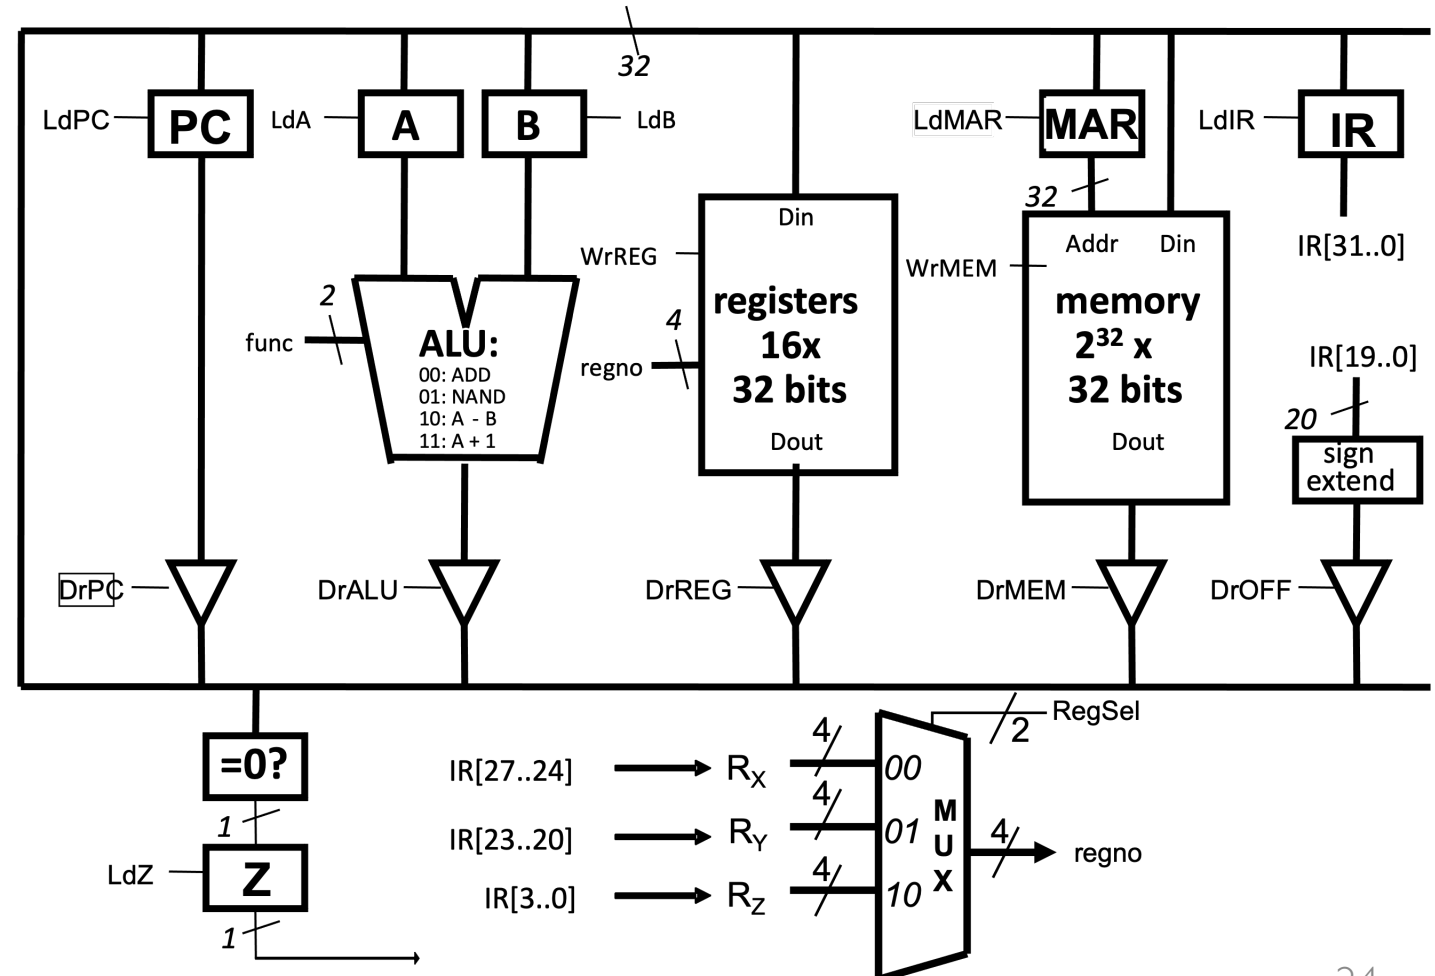 32
LdPC
PC
LdA
A
B
LdB
LdMAR
MAR
LdIR
IR
32
Din
WrREG
registers
16x
32 bits
4
regno
Dout
Addr
Din
WrMEM
memory
2³² x
32 bits
Dout
IR[31..0]
IR[19..0]
20
sign
extend
2
func
ALU:
00: ADD
01: NAND
10: A - B
11: A + 1
DrPC
DrALU
DrREG
DrMEM
DrOFF
=0?
1
LdZ
Z
1
RegSel
2
IR[27..24]
RX
4
00
IR[23..20]
RY
4
01
IR[3..0]
RZ
4
10
M
U
X
4
regno